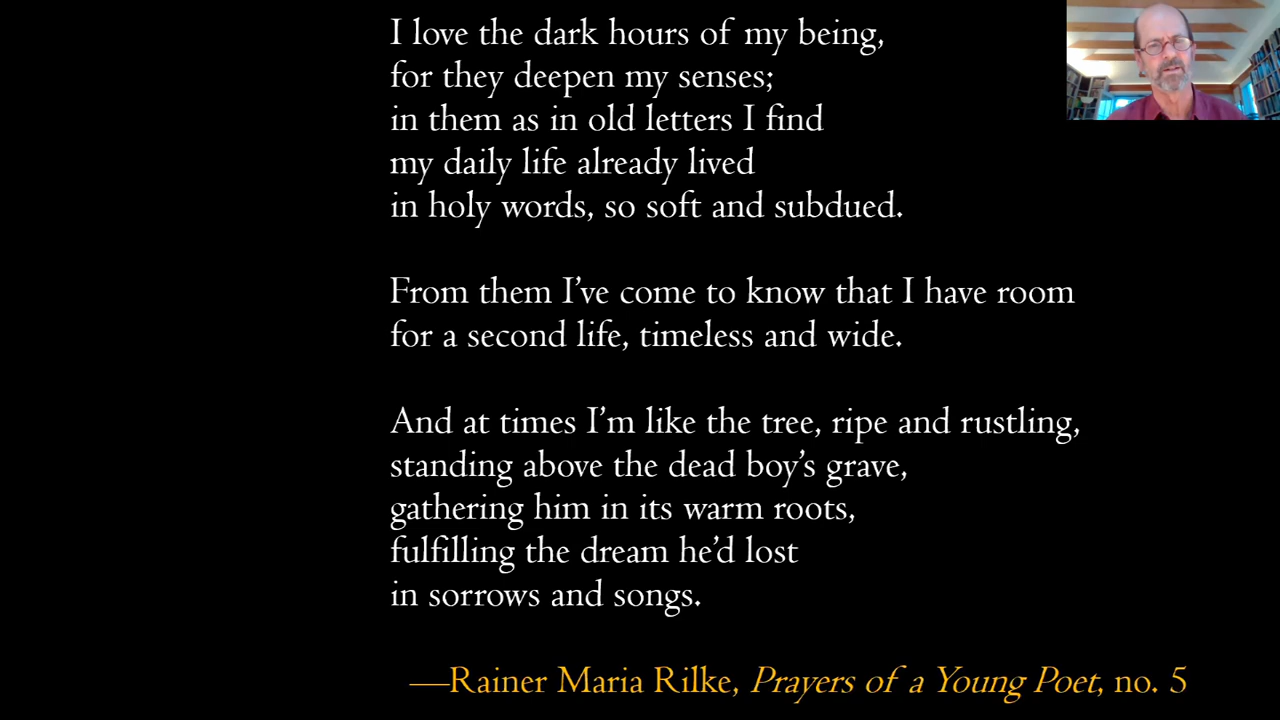 I love the dark hours of my being,
for they deepen my senses;
in them as in old letters I find
my daily life already lived
in holy words, so soft and subdued.
From them I’ve come to know that I have room
for a second life, timeless and wide.
And at times I’m like the tree, ripe and rustling,
standing above the dead boy’s grave,
gathering him in its warm roots,
fulfilling the dream he’d lost
in sorrows and songs.
—Rainer Maria Rilke, Prayers of a Young Poet, no. 5